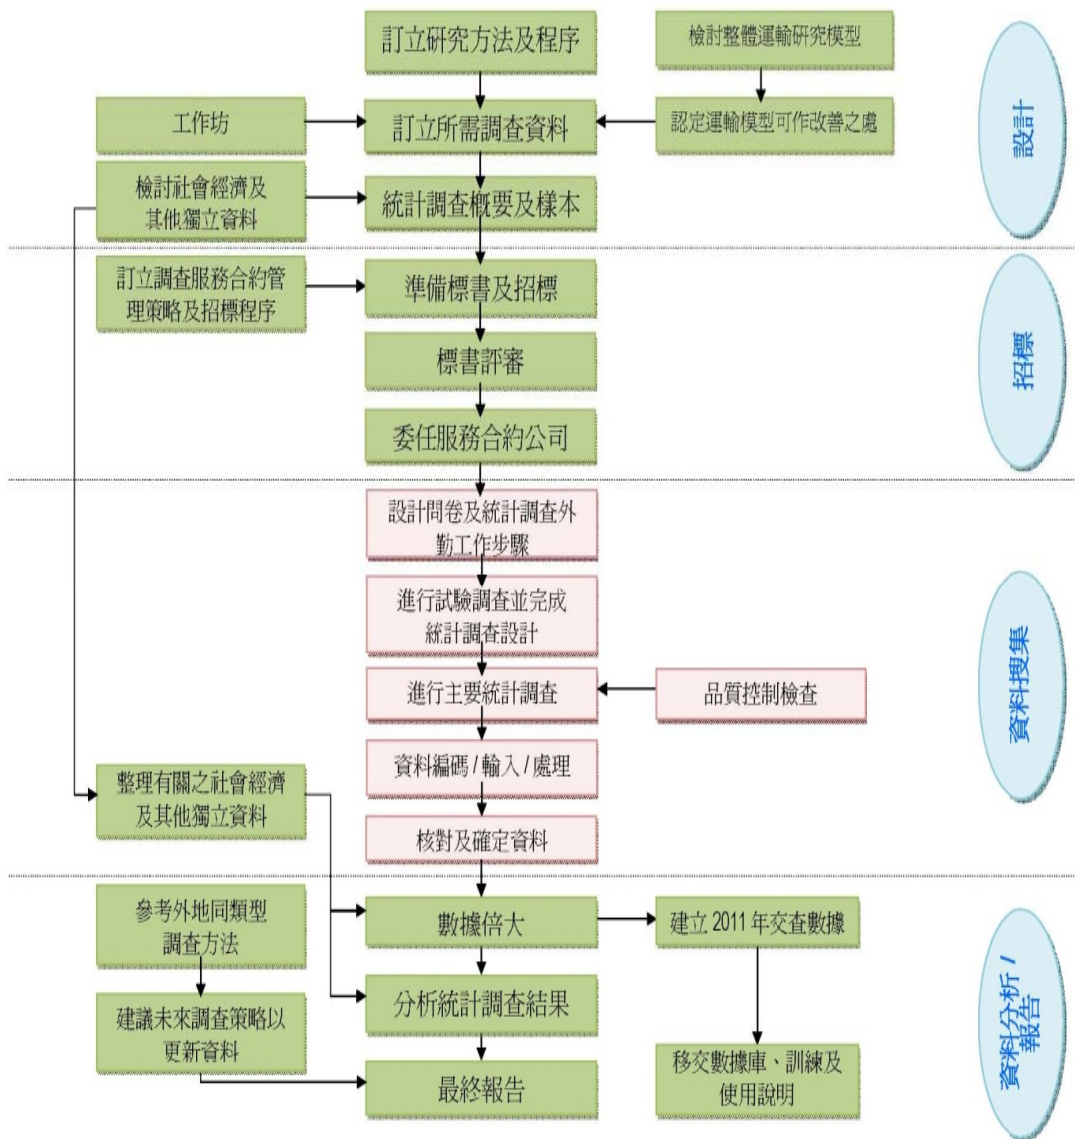 訂立研究方法及程序
檢討整體運輸研究模型
工作坊
訂立所需調查資料
認定運輸模型可作改善之處
檢討社會經濟及
其他獨立資料
統計調查概要及樣本
設計
訂立調查服務合約管
理策略及招標程序
準備標書及招標
標書評審
委任服務合約公司
招標
設計問卷及統計調查外
勤工作步驟
進行試驗調查並完成
統計調查設計
進行主要統計調查
品質控制檢查
資料編碼 / 輸入 / 處理
整理有關之社會經濟
及其他獨立資料
核對及確定資料
資料搜集
參考外地同類型
調查方法
數據倍大
建立 2011 年交查數據
建議未來調查策略以
更新資料
分析統計調查結果
最終報告
移交數據庫、訓練及
使用說明
資料分析 /
報告